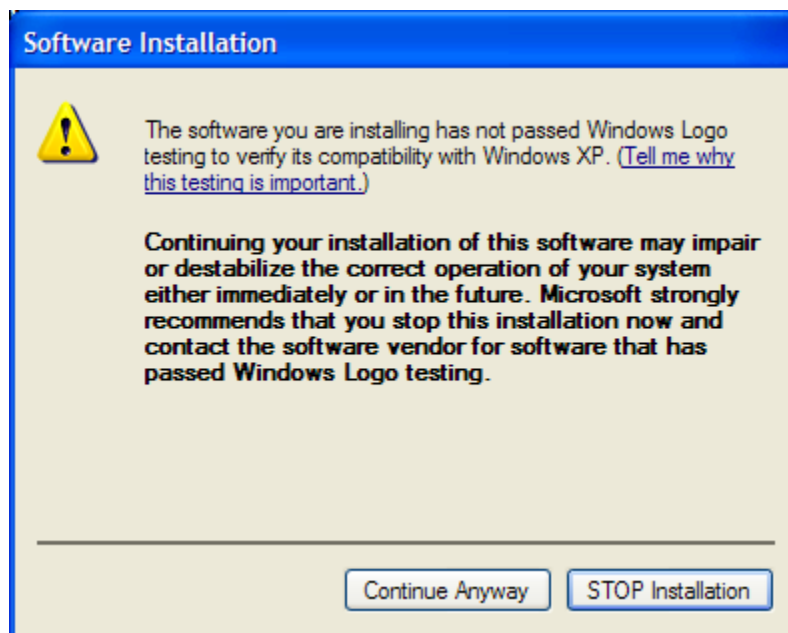 Software Installation
The software you are installing has not passed Windows Logo
testing to verify its compatibility with Windows XP. (Tell me why
this testing is important.)
Continuing your installation of this software may impair
or destabilize the correct operation of your system
either immediately or in the future. Microsoft strongly
recommends that you stop this installation now and
contact the software vendor for software that has
passed Windows Logo testing.
Continue Anyway
STOP Installation